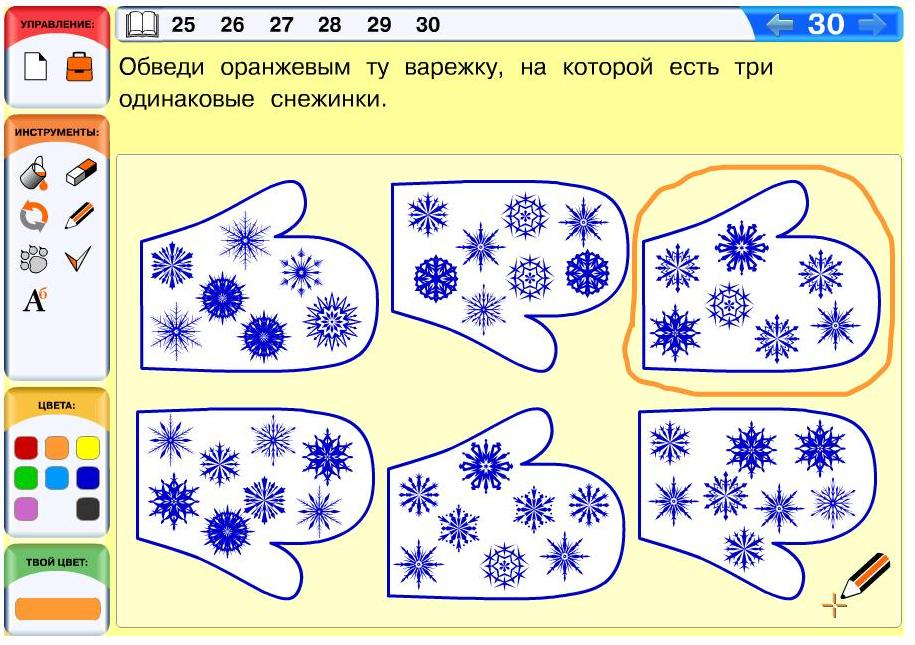 УПРАВЛЕНИЕ:
25 26 27 28 29 30
30
Обведи оранжевым ту варежку, на которой есть три
одинаковые снежинки.
ИНСТРУМЕНТЫ:
Аб
ЦВЕТА:
ТВОЙ ЦВЕТ: